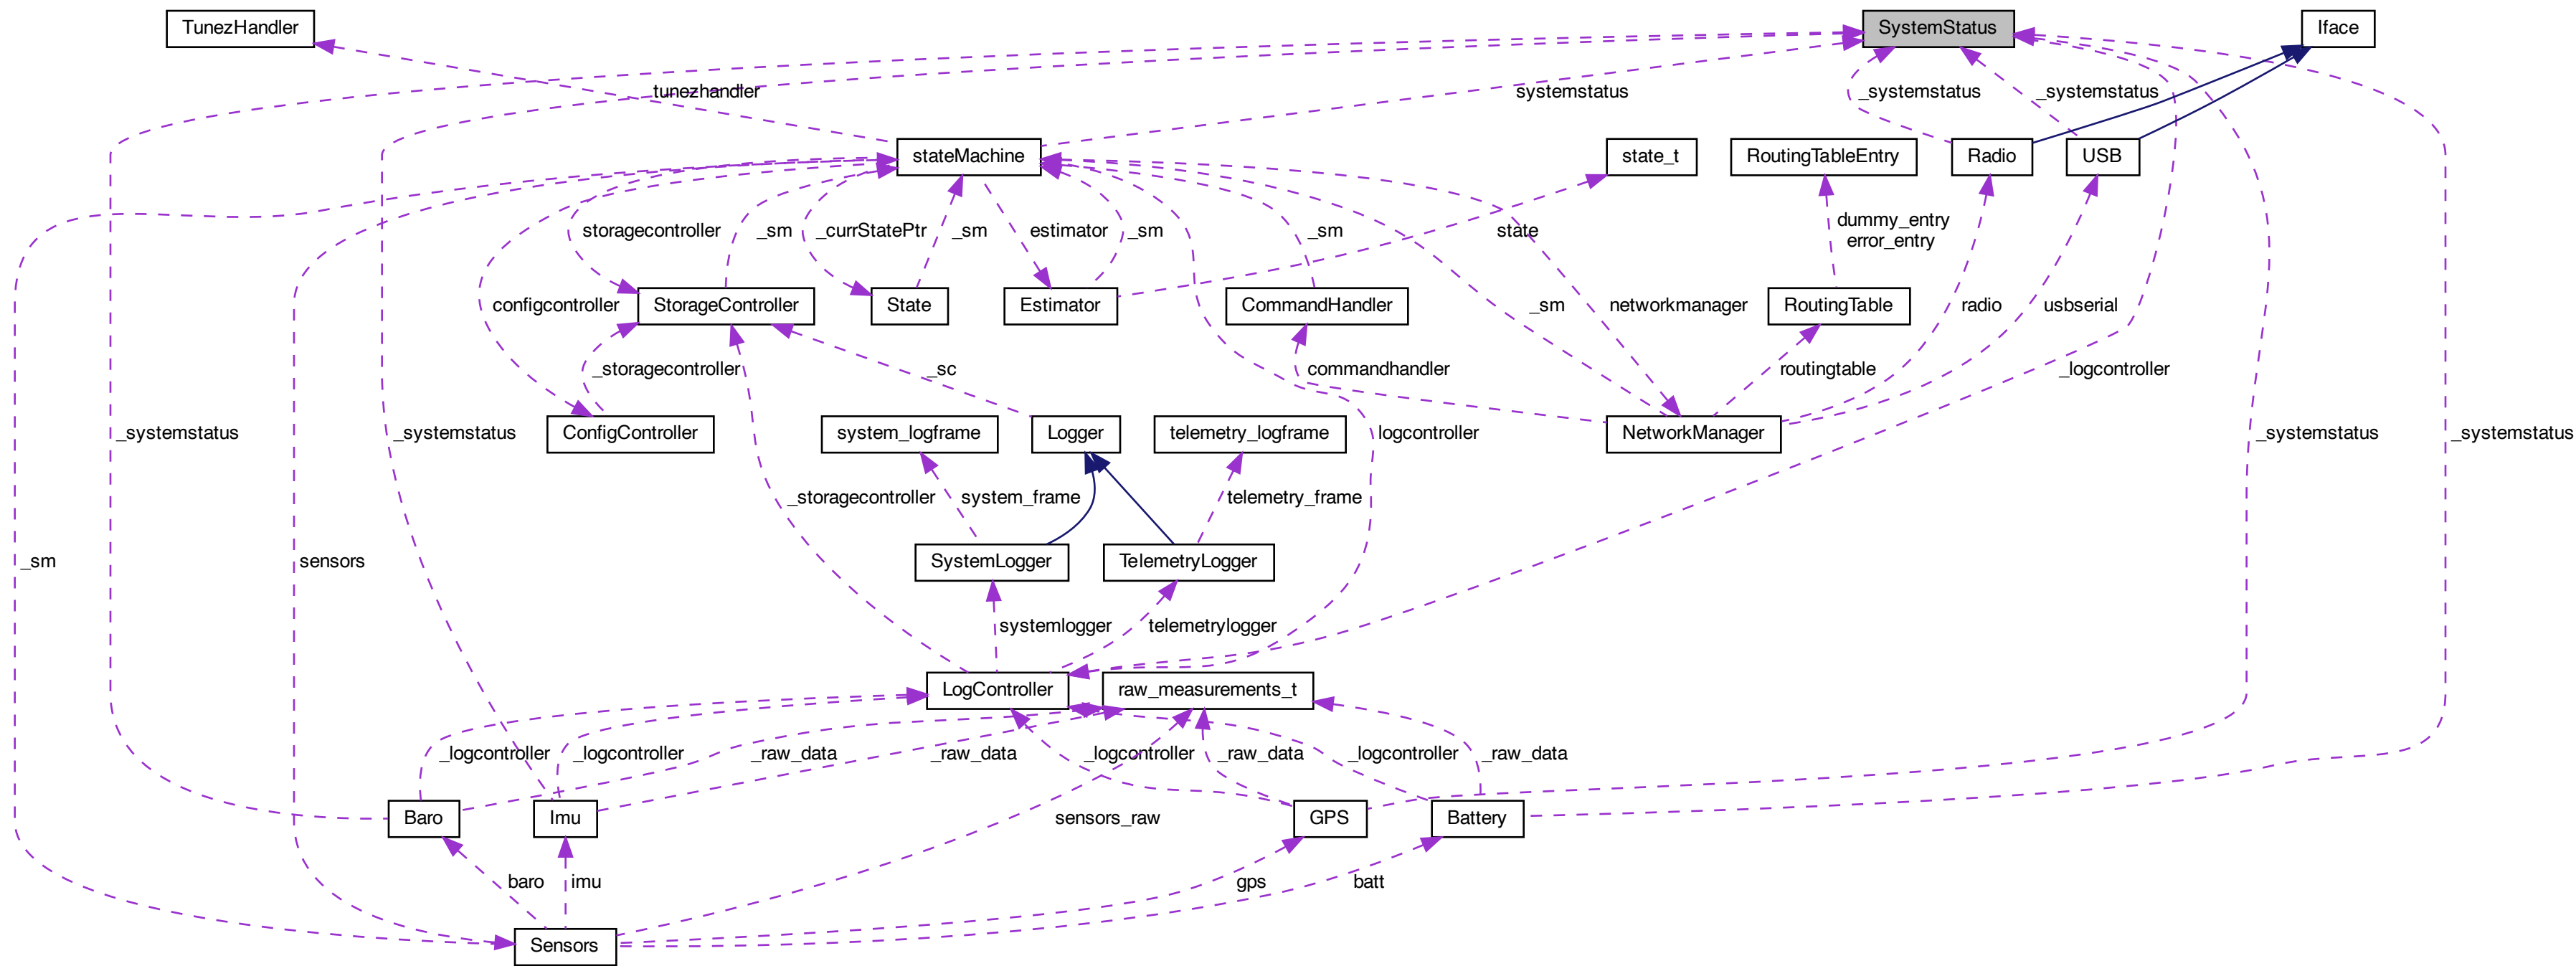 TunezHandler
SystemStatus
Iface
tunezhandler
systemstatus
_systemstatus
_systemstatus
stateMachine
state_t
RoutingTableEntry
Radio
USB
storagecontroller
_sm
_currStatePtr
_sm
estimator
_sm
_sm
state
dummy_entry
error_entry
configcontroller
StorageController
State
Estimator
CommandHandler
_sm
networkmanager
RoutingTable
radio
usbserial
_storagecontroller
_sc
commandhandler
routingtable
_logcontroller
_systemstatus
_systemstatus
ConfigController
system_logframe
Logger
telemetry_logframe
logcontroller
NetworkManager
_systemstatus
_systemstatus
_storagecontroller
system_frame
telemetry_frame
_sm
sensors
SystemLogger
TelemetryLogger
systemlogger
telemetrylogger
LogController
raw_measurements_t
_logcontroller
_logcontroller
_raw_data
_raw_data
_logcontroller
_raw_data
_logcontroller
_raw_data
Baro
Imu
sensors_raw
GPS
Battery
baro
imu
gps
batt
Sensors